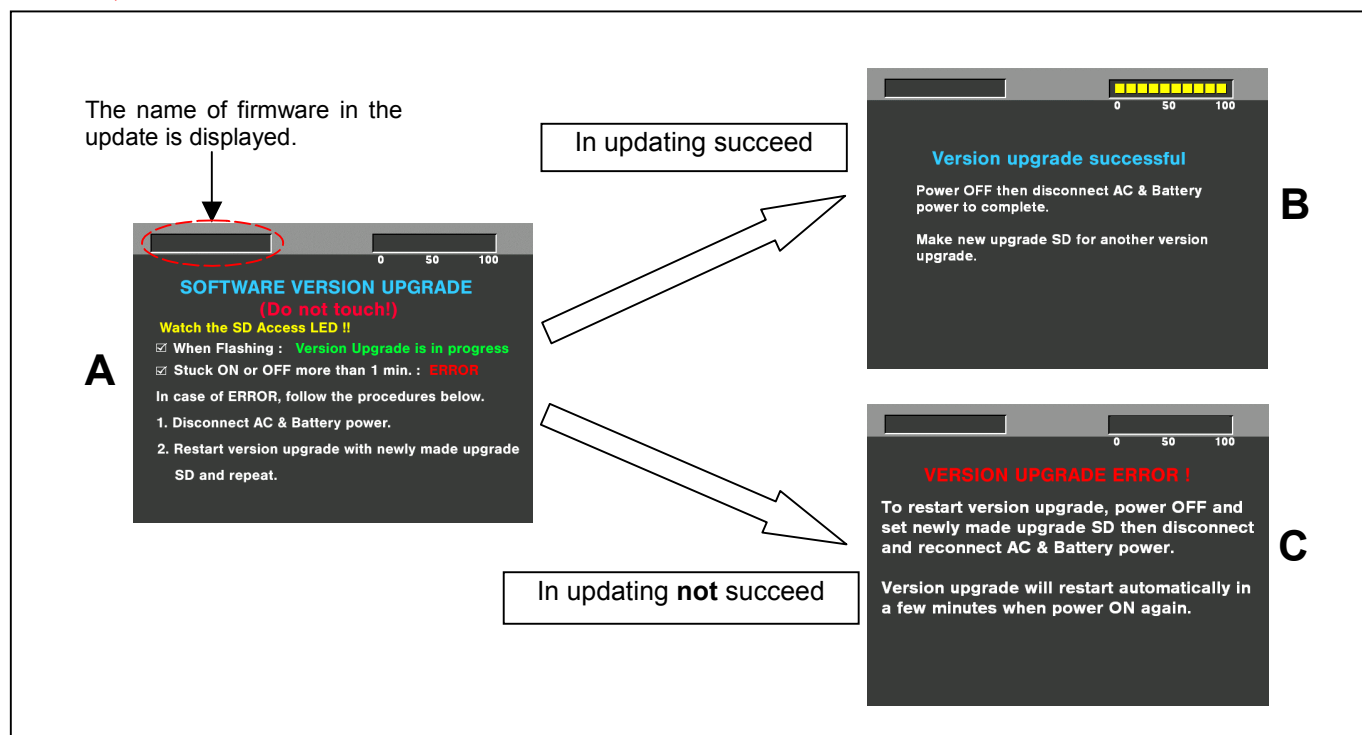 The name of firmware in the
update is displayed.
0 50 100
SOFTWARE VERSION UPGRADE
(Do not touch!)
Watch the SD Access LED !!
☑ When Flashing : Version Upgrade is in progress
☑ Stuck ON or OFF more than 1 min. : ERROR
In case of ERROR, follow the procedures below.
1. Disconnect AC & Battery power.
2. Restart version upgrade with newly made upgrade
SD and repeat.
A
In updating succeed
0 50 100
Version upgrade successful
Power OFF then disconnect AC & Battery
power to complete.
Make new upgrade SD for another version
upgrade.
B
In updating not succeed
0 50 100
VERSION UPGRADE ERROR !
To restart version upgrade, power OFF and
set newly made upgrade SD then disconnect
and reconnect AC & Battery power.
Version upgrade will restart automatically in
a few minutes when power ON again.
C